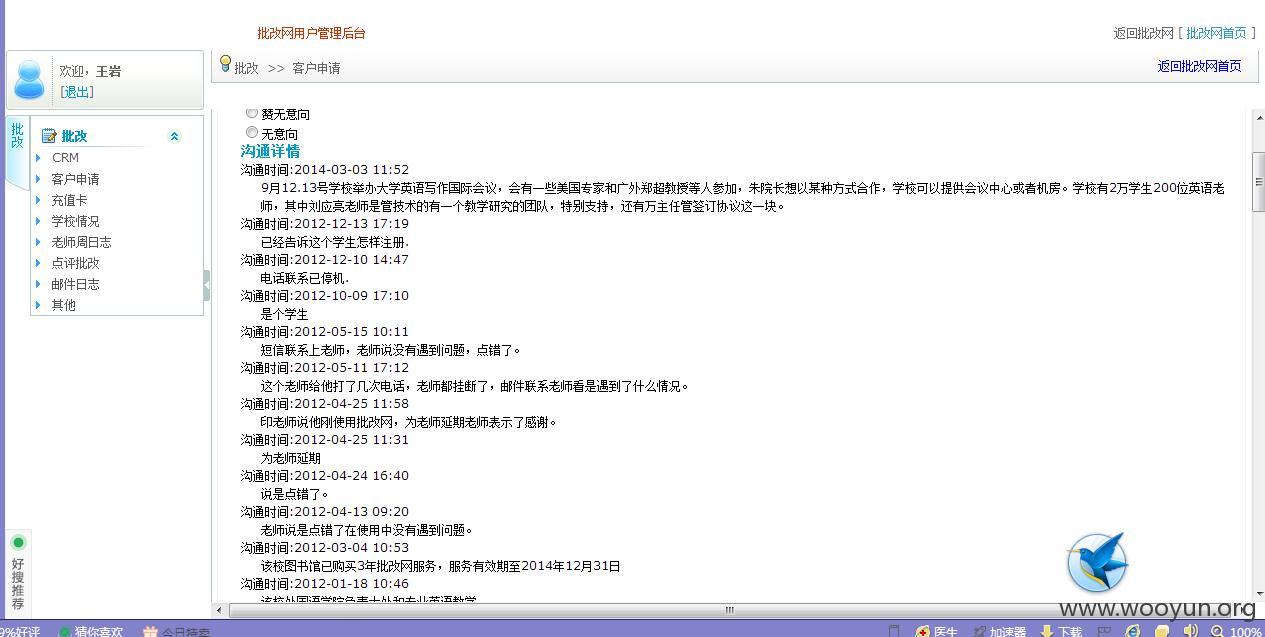 批改网用户管理后台
返回批改网 [ 批改网首页 ]
欢迎, 王岩
[退出]
批改 >> 客户申请
返回批改网首页
批改
批改
CRM
客户申请
充值卡
学校情况
老师周日志
点评批改
邮件日志
其他
无意向
沟通详情
沟通时间:2014-03-03 11:52
9月12.13号学校举办大学英语写作国际会议，会有一些美国专家和广外郑超教授等人参加，朱院长想以某种方式合作，学校可以提供会议中心或者机房。学校有2万学生200位英语老
师，其中刘应亮老师是管技术的有一个教学研究的团队，特别支持，还有万主任管签订协议这一块。
沟通时间:2012-12-13 17:19
已经告诉这个学生怎样注册.
沟通时间:2012-12-10 14:47
电话联系已停机.
沟通时间:2012-10-09 17:10
是个学生
沟通时间:2012-05-15 10:11
短信联系上老师，老师说没有遇到问题，点错了。
沟通时间:2012-05-11 17:12
这个老师给他打了几次电话，老师都挂断了，邮件联系老师看是遇到了什么情况。
沟通时间:2012-04-25 11:58
印老师说他刚使用批改网，为老师延期老师表示了感谢。
沟通时间:2012-04-25 11:31
为老师延期
沟通时间:2012-04-24 16:40
说是点错了。
沟通时间:2012-04-13 09:20
老师说是点错了在使用中没有遇到问题。
沟通时间:2012-03-04 10:53
该校图书馆已购买3年批改网服务，服务有效期至2014年12月31日
沟通时间:2012-01-18 10:46
该校外国语学院负责大外和专业英语教学
好搜推荐
www.wooyun.org
9%好评 猜你喜欢 今日特卖 医生 加速器 下载 100%